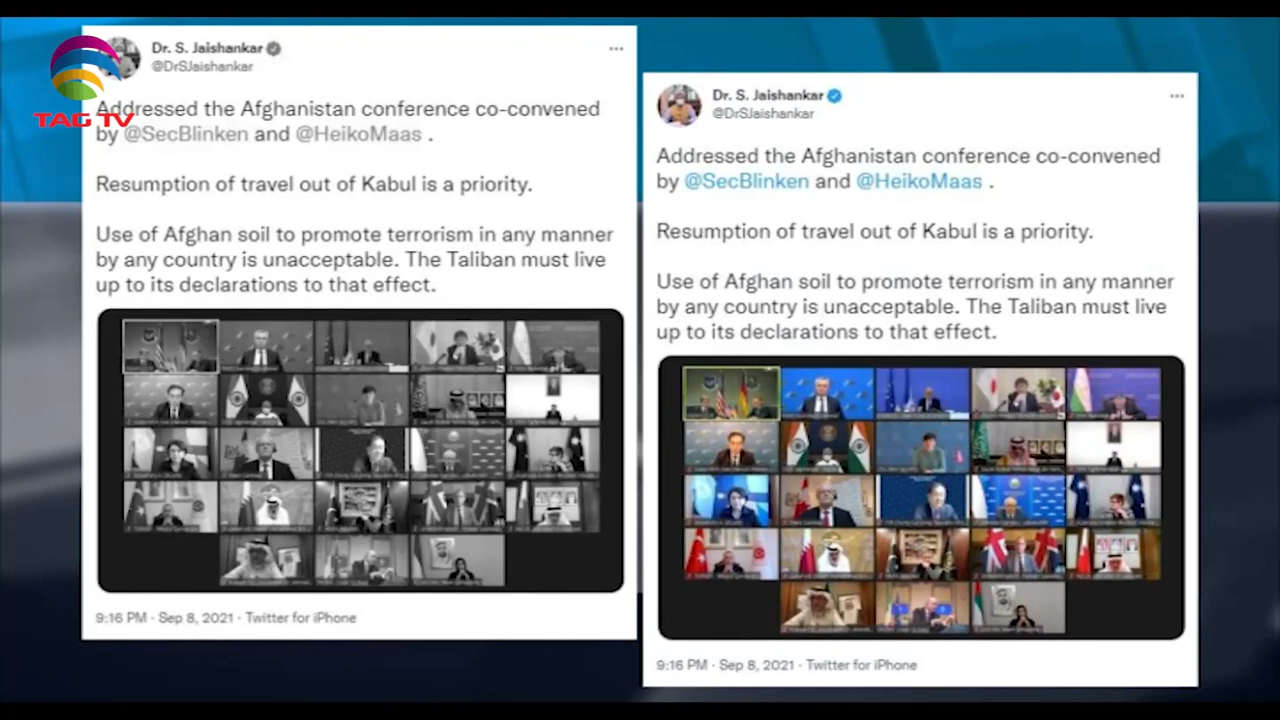 TAG TV
Dr. S. Jaishankar
@DrSJaishankar
Addressed the Afghanistan conference co-convened
by @SecBlinken and @HeikoMaas .
Resumption of travel out of Kabul is a priority.
Use of Afghan soil to promote terrorism in any manner
by any country is unacceptable. The Taliban must live
up to its declarations to that effect.
9:16 PM · Sep 8, 2021 · Twitter for iPhone
Dr. S. Jaishankar
@DrSJaishankar
Addressed the Afghanistan conference co-convened
by @SecBlinken and @HeikoMaas .
Resumption of travel out of Kabul is a priority.
Use of Afghan soil to promote terrorism in any manner
by any country is unacceptable. The Taliban must live
up to its declarations to that effect.
9:16 PM · Sep 8, 2021 · Twitter for iPhone